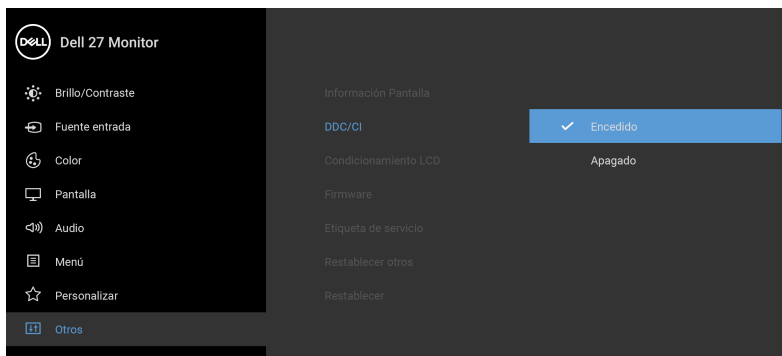 DELL
Dell 27 Monitor
Brillo/Contraste
Fuente entrada
Color
Pantalla
Audio
Menú
Personalizar
Otros
Información Pantalla
DDC/CI
Condicionamiento LCD
Firmware
Etiqueta de servicio
Restablecer otros
Restablecer
Encedido
Apagado